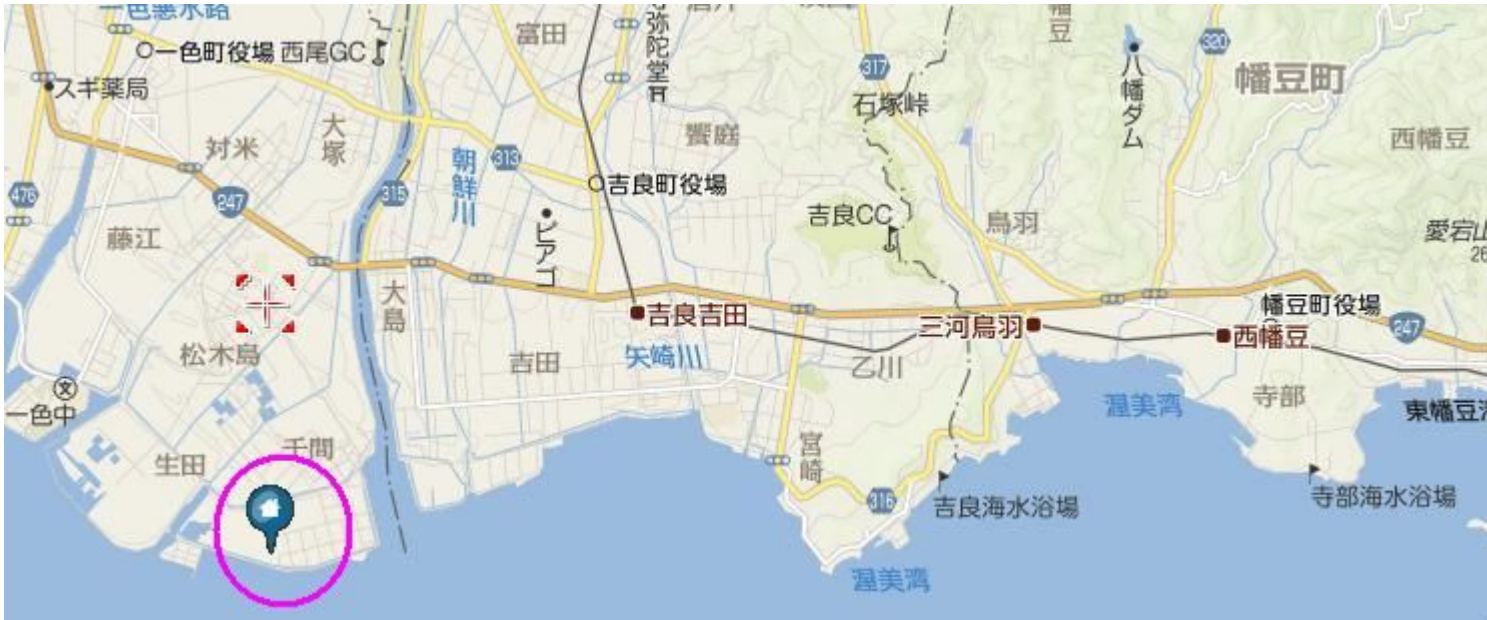 一色悪水路
一色町役場
西尾GC
富田
弥陀堂
317
320
八幡ダム
幡豆町
幡豆
スギ薬局
対米
大塚
朝鮮川
313
饗庭
石塚峠
西幡豆
476
247
315
吉良町役場
ピアゴ
吉良CC
鳥羽
愛宕山
26
藤江
大島
吉良吉田
三河鳥羽
幡豆町役場
西幡豆
247
松木島
吉田
矢崎川
乙川
渥美湾
寺部
一色中
文
東幡豆
生田
千間
宮崎
316
吉良海水浴場
寺部海水浴場
渥美湾